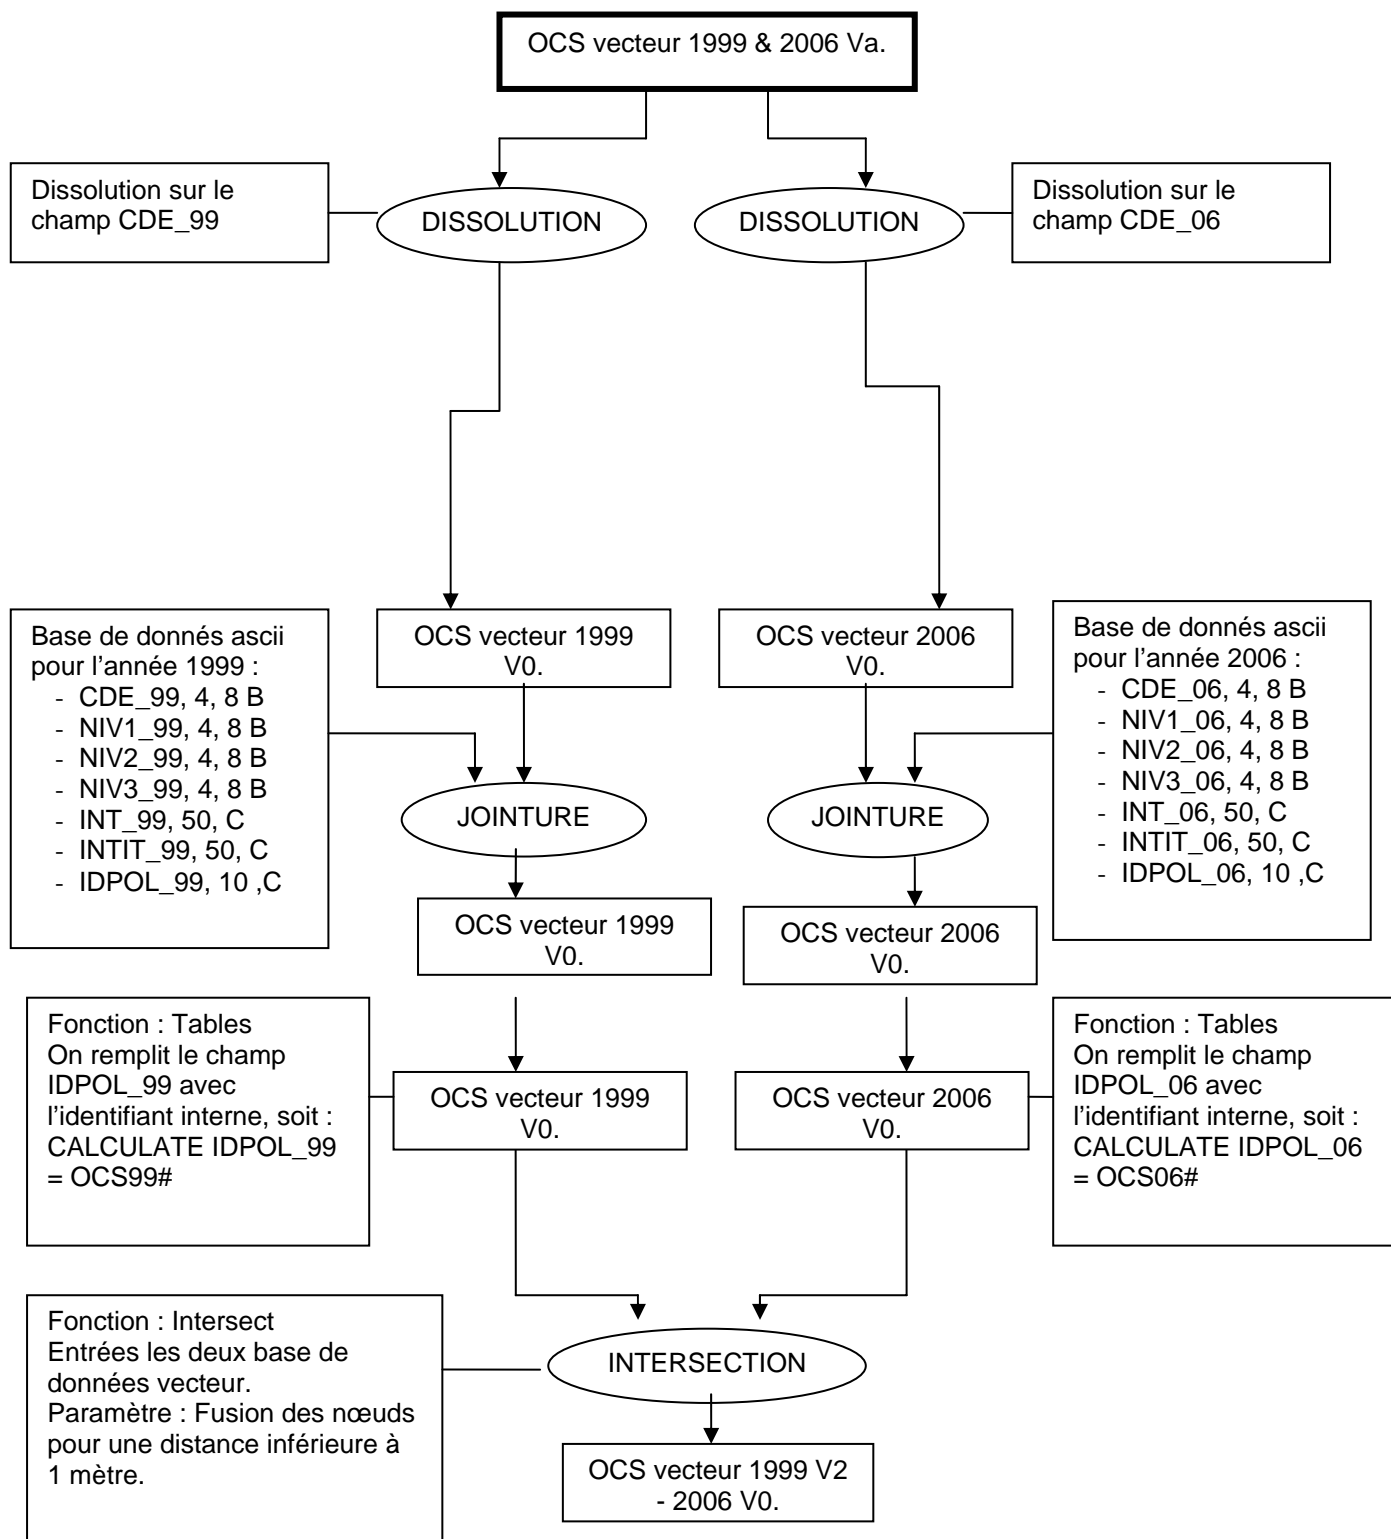 OCS vecteur 1999 & 2006 Va.
Dissolution sur le
champ CDE_99
DISSOLUTION
DISSOLUTION
Dissolution sur le
champ CDE_06
Base de donnés ascii
pour l'année 1999 :
- CDE_99, 4, 8 B
- NIV1_99, 4, 8 B
- NIV2_99, 4, 8 B
- NIV3_99, 4, 8 B
- INT_99, 50, C
- INTIT_99, 50, C
- IDPOL_99, 10 ,C
OCS vecteur 1999
V0.
OCS vecteur 2006
V0.
Base de donnés ascii
pour l'année 2006 :
- CDE_06, 4, 8 B
- NIV1_06, 4, 8 B
- NIV2_06, 4, 8 B
- NIV3_06, 4, 8 B
- INT_06, 50, C
- INTIT_06, 50, C
- IDPOL_06, 10 ,C
JOINTURE
JOINTURE
OCS vecteur 1999
V0.
OCS vecteur 2006
V0.
Fonction : Tables
On remplit le champ
IDPOL_99 avec
l'identifiant interne, soit :
CALCULATE IDPOL_99
= OCS99#
OCS vecteur 1999
V0.
OCS vecteur 2006
V0.
Fonction : Tables
On remplit le champ
IDPOL_06 avec
l'identifiant interne, soit :
CALCULATE IDPOL_06
= OCS06#
Fonction : Intersect
Entrées les deux base de
données vecteur.
Paramètre : Fusion des nœuds
pour une distance inférieure à
1 mètre.
INTERSECTION
OCS vecteur 1999 V2
- 2006 V0.